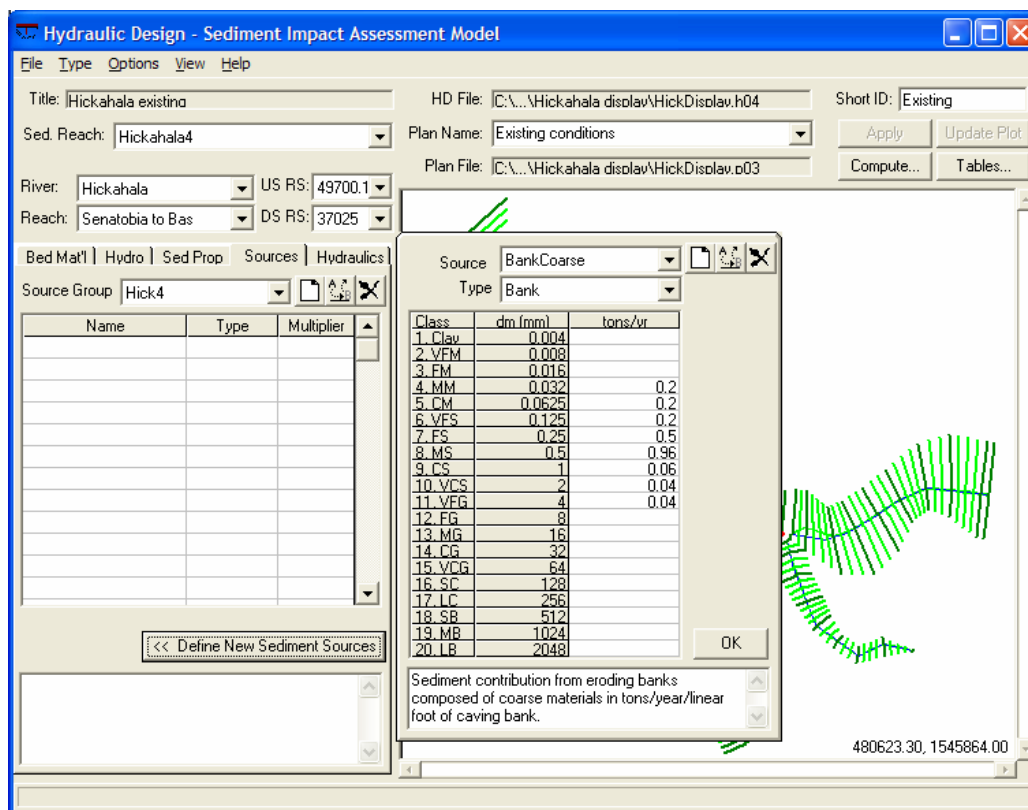 Hydraulic Design - Sediment Impact Assessment Model
File Type Options View Help
Title: Hickahala existing
HD File: C:\...\Hickahala display\HickDisplay.h04
Short ID: Existing
Sed. Reach: Hickahala4
Plan Name: Existing conditions
Apply Update Plot
Plan File: C:\...\Hickahala display\HickDisplay.p03
Compute... Tables...
River: Hickahala US RS: 49700.1
Reach: Senatobia to Bas DS RS: 37025
Bed Mat'l Hydro Sed Prop Sources Hydraulics
Source Group Hick4
Name Type Multiplier
<< Define New Sediment Sources
Source BankCoarse
Type Bank
Class dm (mm) tons/yr
1. Clay 0.004
2. VFM 0.008
3. FM 0.016
4. MM 0.032 0.2
5. CM 0.0625 0.2
6. VFS 0.125 0.2
7. FS 0.25 0.5
8. MS 0.5 0.96
9. CS 1 0.06
10. VCS 2 0.04
11. VFG 4 0.04
12. FG 8
13. MG 16
14. CG 32
15. VCG 64
16. SC 128
17. LC 256
18. SB 512
19. MB 1024
20. LB 2048
OK
Sediment contribution from eroding banks
composed of coarse materials in tons/year/linear
foot of caving bank.
480623.30, 1545864.00